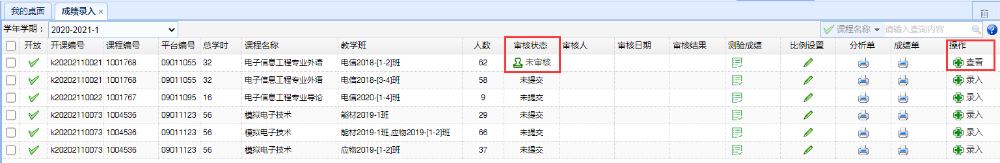 我的桌面 成绩录入 ×
学年学期： 2020-2021-1 课程名称 请输入查询内容
开放 开课编号 课程编号 平台编号 总学时 课程名称 教学班 人数 审核状态 审核人 审核日期 审核结果 测验成绩 比例设置 分析单 成绩单 操作
k20202110021 1001768 09011055 32 电子信息工程专业外语 电信2018-[1-2]班 62 未审核 查看
k20202110021 1001768 09011055 32 电子信息工程专业外语 电信2018-[3-4]班 58 未提交 录入
k20202110022 1001767 09011095 16 电子信息工程专业导论 电信2020-[1-4]班 9 未提交 录入
k20202110073 1004536 09011123 56 模拟电子技术 能材2019-1班 29 未提交 录入
k20202110073 1004536 09011123 56 模拟电子技术 能材2019-1班,应物2019-[1-2]班 66 未提交 录入
k20202110073 1004536 09011123 56 模拟电子技术 应物2019-[1-2]班 37 未提交 录入